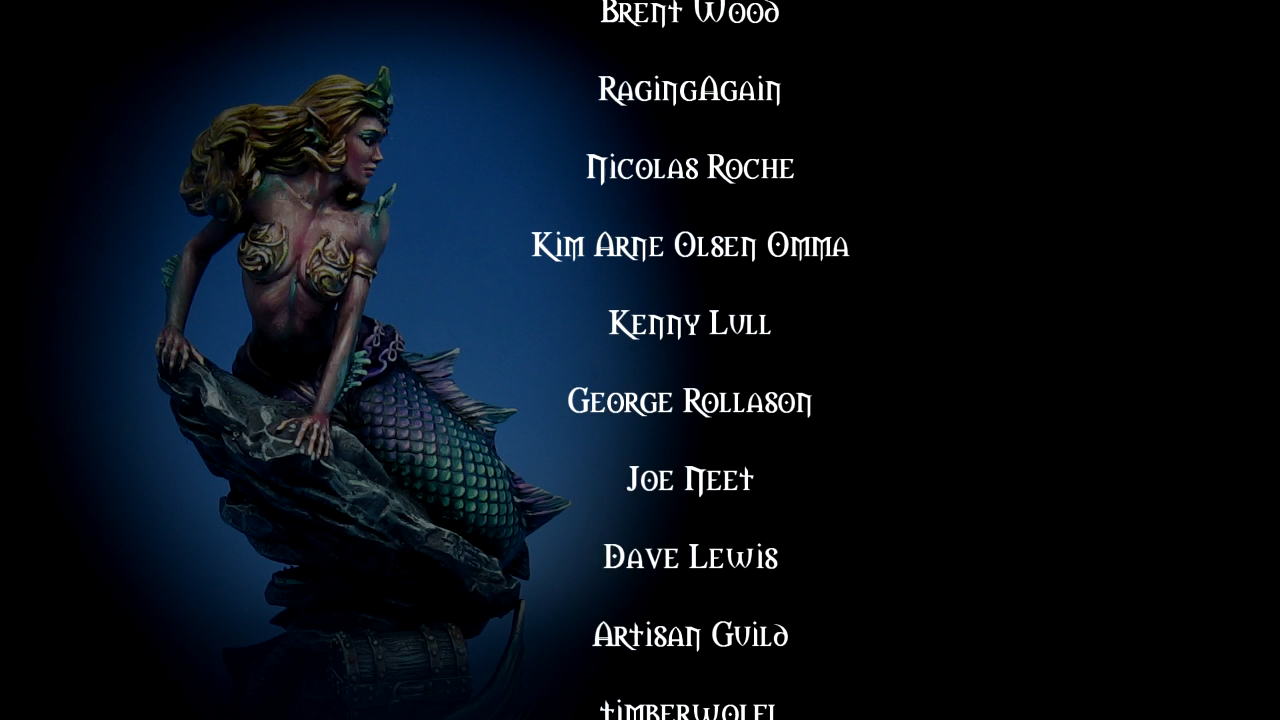 Brent Wood
RagingAgain
Nicolas Roche
Kim Arne Olsen Omma
Kenny Lull
George Rollason
Joe Neet
Dave Lewis
Artisan Guild